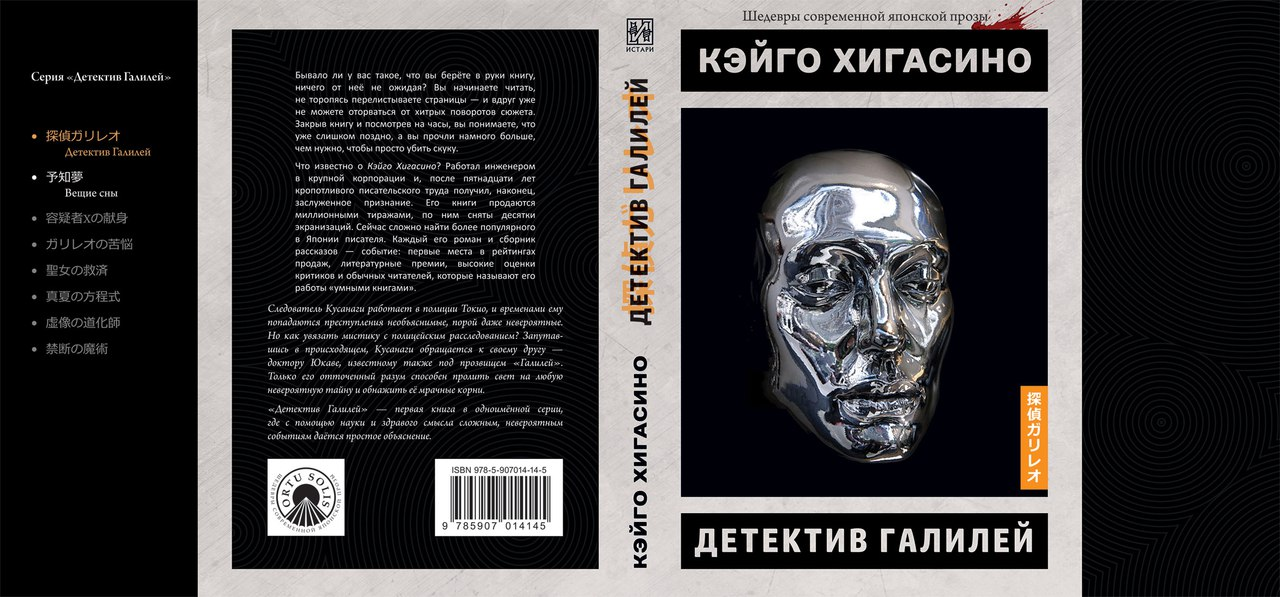 Серия «Детектив Галилей»
• 探偵ガリレオ
Детектив Галилей
• 予知夢
Вещие сны
• 容疑者xの献身
• ガリレオの苦悩
• 聖女の救済
• 真夏の方程式
• 虚像の道化師
• 禁断の魔術
Бывало ли у вас такое, что вы берёте в руки книгу,
ничего от неё не ожидая? Вы начинаете читать,
не торопясь перелистываете страницы — и вдруг уже
не можете оторваться от хитрых поворотов сюжета.
Закрыв книгу и посмотрев на часы, вы понимаете, что
уже слишком поздно, а вы прочли намного больше,
чем нужно, чтобы просто убить скуку.
Что известно о Кэйго Хигасино? Работал инженером
в крупной корпорации и, после пятнадцати лет
кропотливого писательского труда получил, наконец,
заслуженное признание. Его книги продаются
миллионными тиражами, по ним сняты десятки
экранизаций. Сейчас сложно найти более популярного
в Японии писателя. Каждый его роман и сборник
рассказов — событие: первые места в рейтингах
продаж, литературные премии, высокие оценки
критиков и обычных читателей, которые называют его
работы «умными книгами».
Следователь Кусанаги работает в полиции Токио, и временами ему
попадаются преступления необъяснимые, порой даже невероятные.
Но как увязать мистику с полицейским расследованием? Запутав-
шись в происходящем, Кусанаги обращается к своему другу —
доктору Юкаве, известному также под прозвищем «Галилей».
Только его отточенный разум способен пролить свет на любую
невероятную тайну и обнажить её мрачные корни.
«Детектив Галилей» — первая книга в одноимённой серии,
где с помощью науки и здравого смысла сложным, невероятным
событиям даётся простое объяснение.
ORTU SOLIS
ШЕДЕВРЫ СОВРЕМЕННОЙ ЯПОНСКОЙ ПРОЗЫ
ISBN 978-5-907014-14-5
9 785907 014145
ИСТАРИ
探偵ガリレオ
ДЕТЕКТИВ ГАЛИЛЕЙ
КЭЙГО ХИГАСИНО
Шедевры современной японской прозы
КЭЙГО ХИГАСИНО
探偵ガリレオ
ДЕТЕКТИВ ГАЛИЛЕЙ